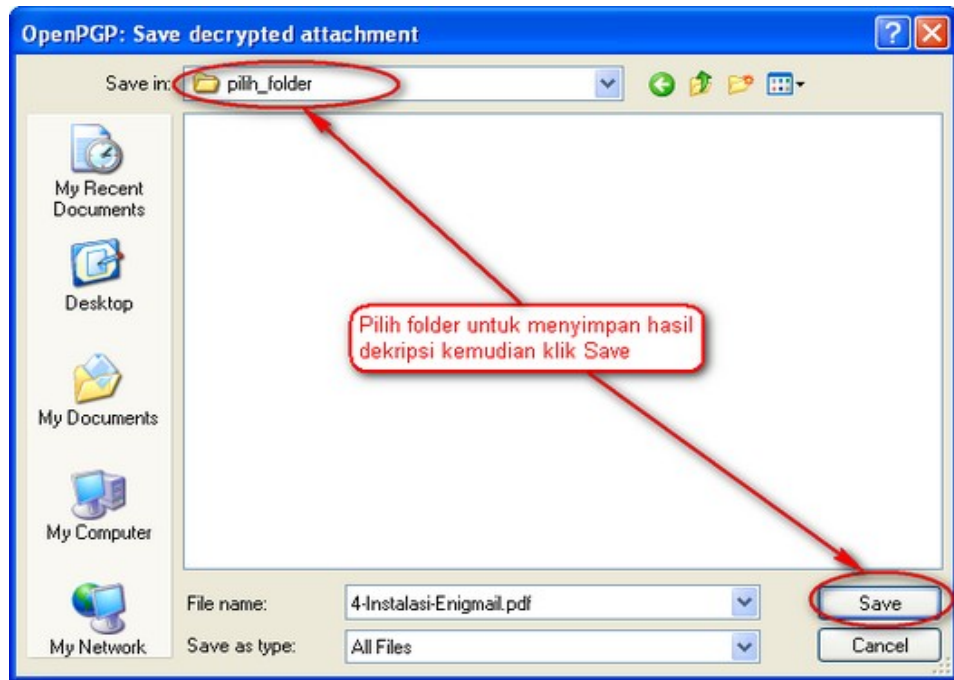 OpenPGP: Save decrypted attachment
Save in:
pilih_folder
My Recent
Documents
Desktop
Pilih folder untuk menyimpan hasil
dekripsi kemudian klik Save
My Documents
My Computer
My Network
File name:
4-Instalasi-Enigmail.pdf
Save
Save as type:
All Files
Cancel